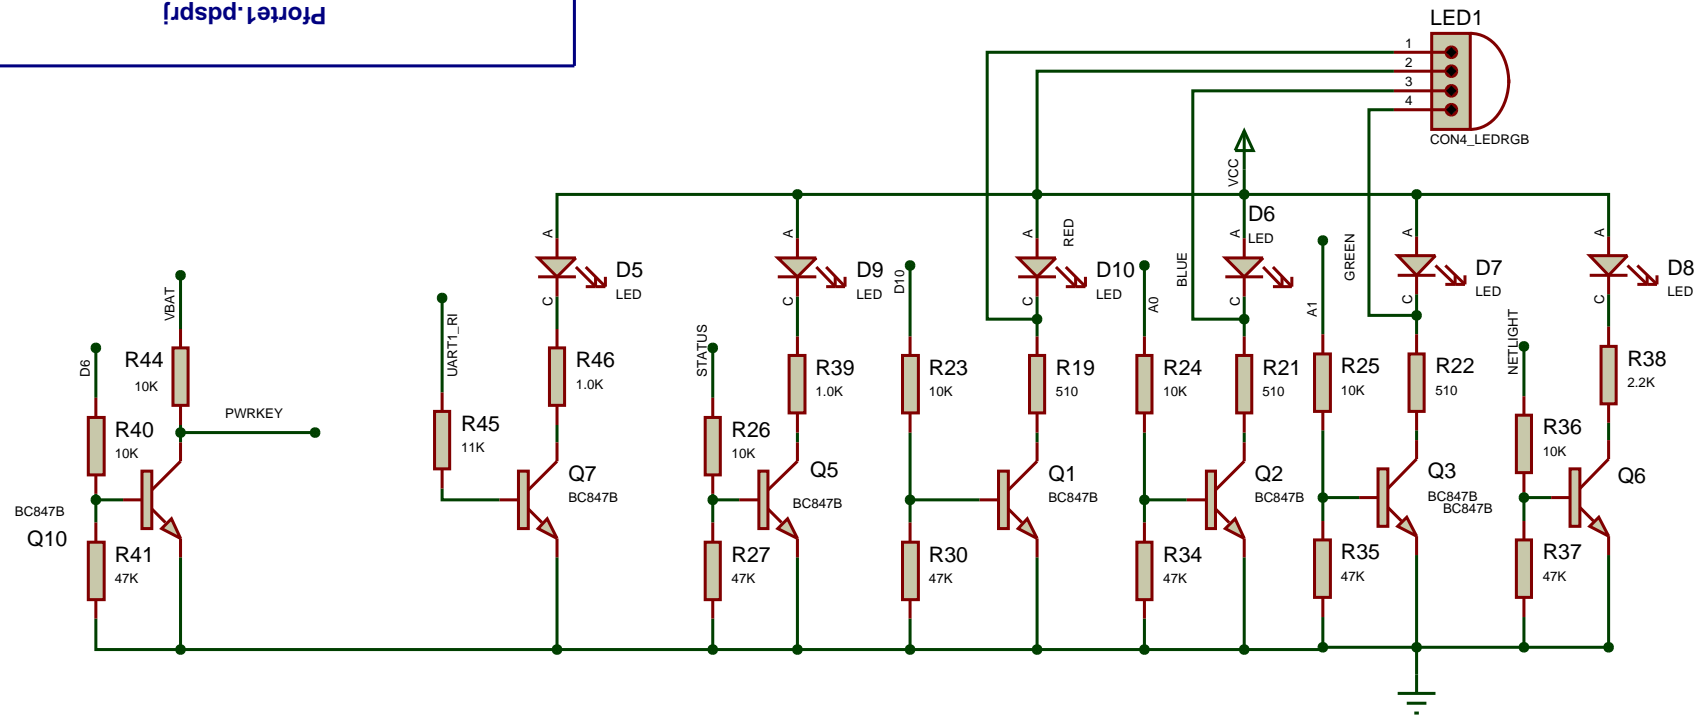 Pforte1.pdsprj
LED1
1
2
3
4
CON4_LEDRGB
VCC
A
C
D5
LED
A
C
D9
LED
D10
A
C
RED
D10
LED
A0
BLUE
A
C
D6
LED
A1
GREEN
A
C
D7
LED
A
C
D8
LED
VBAT
D6
R44
10K
PWRKEY
R40
10K
BC847B
Q10
R41
47K
UART1_RI
R45
11K
R46
1.0K
Q7
BC847B
STATUS
R26
10K
R39
1.0K
Q5
BC847B
R27
47K
R23
10K
R19
510
Q1
BC847B
R30
47K
R24
10K
R21
510
Q2
BC847B
R34
47K
R25
10K
R22
510
Q3
BC847B
R35
47K
NETLIGHT
R36
10K
R38
2.2K
Q6
BC847B
R37
47K